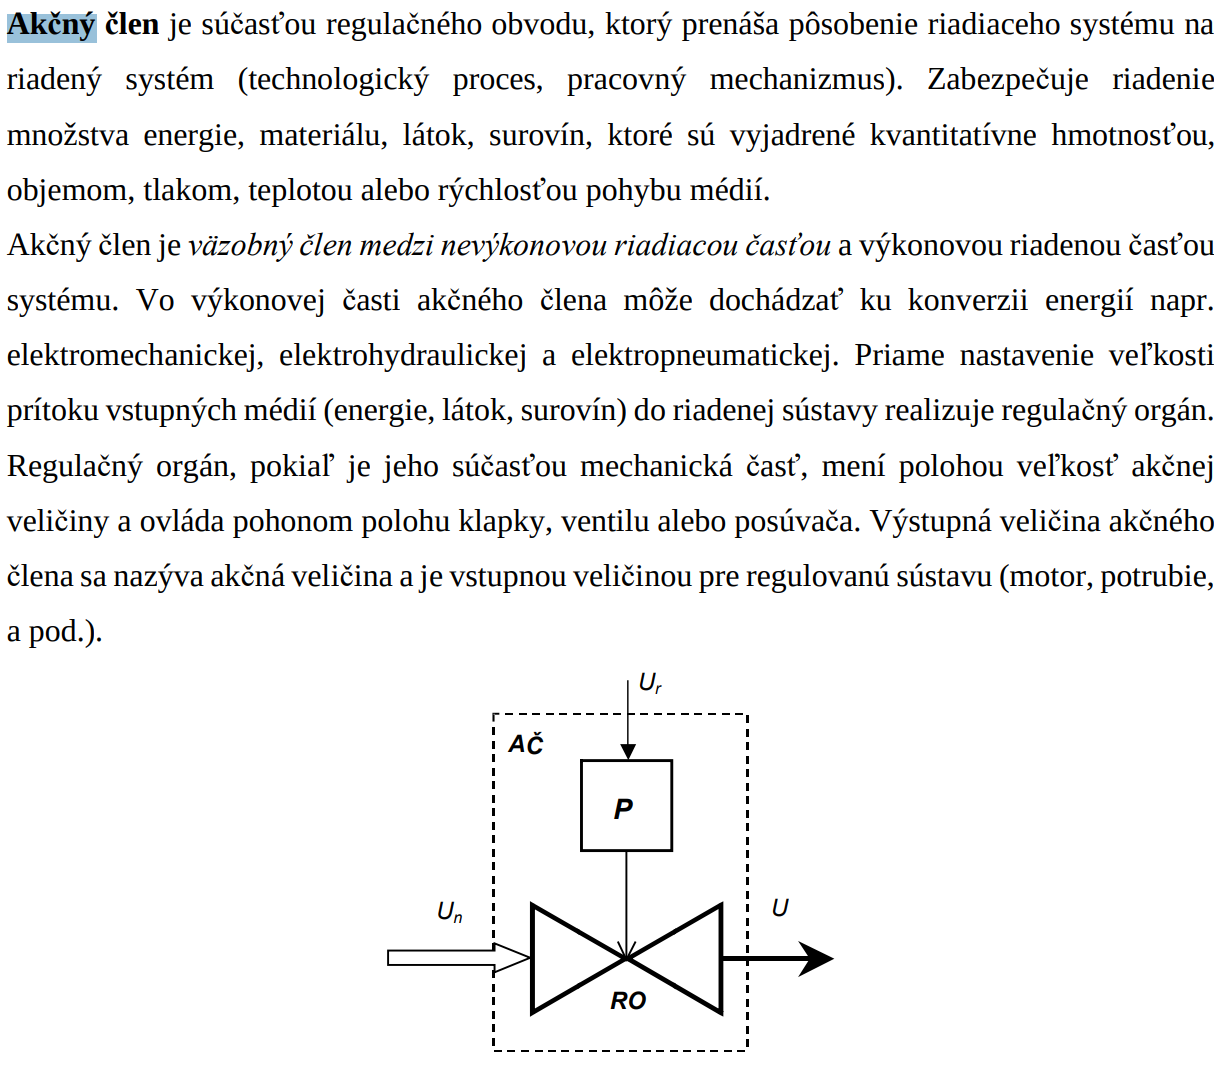 Akčný člen je súčasťou regulačného obvodu, ktorý prenáša pôsobenie riadiaceho systému na
riadený systém (technologický proces, pracovný mechanizmus). Zabezpečuje riadenie
množstva energie, materiálu, látok, surovín, ktoré sú vyjadrené kvantitatívne hmotnosťou,
objemom, tlakom, teplotou alebo rýchlosťou pohybu médií.
Akčný člen je väzobný člen medzi nevýkonovou riadiacou časťou a výkonovou riadenou časťou
systému. Vo výkonovej časti akčného člena môže dochádzať ku konverzii energií napr.
elektromechanickej, elektrohydraulickej a elektropneumatickej. Priame nastavenie veľkosti
prítoku vstupných médií (energie, látok, surovín) do riadenej sústavy realizuje regulačný orgán.
Regulačný orgán, pokiaľ je jeho súčasťou mechanická časť, mení polohou veľkosť akčnej
veličiny a ovláda pohonom polohu klapky, ventilu alebo posúvača. Výstupná veličina akčného
člena sa nazýva akčná veličina a je vstupnou veličinou pre regulovanú sústavu (motor, potrubie,
a pod.).
Ur
AČ
P
Un
U
RO